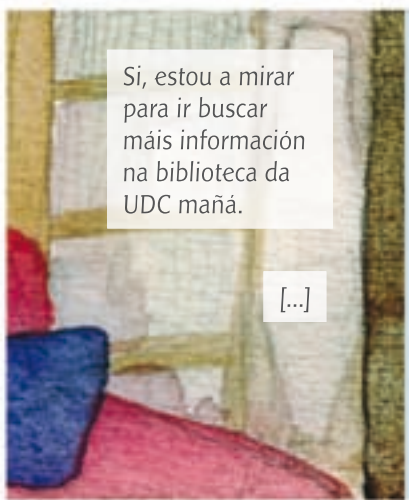 Si, estou a mirar
para ir buscar
máis información
na biblioteca da
UDC mañá.
[...]